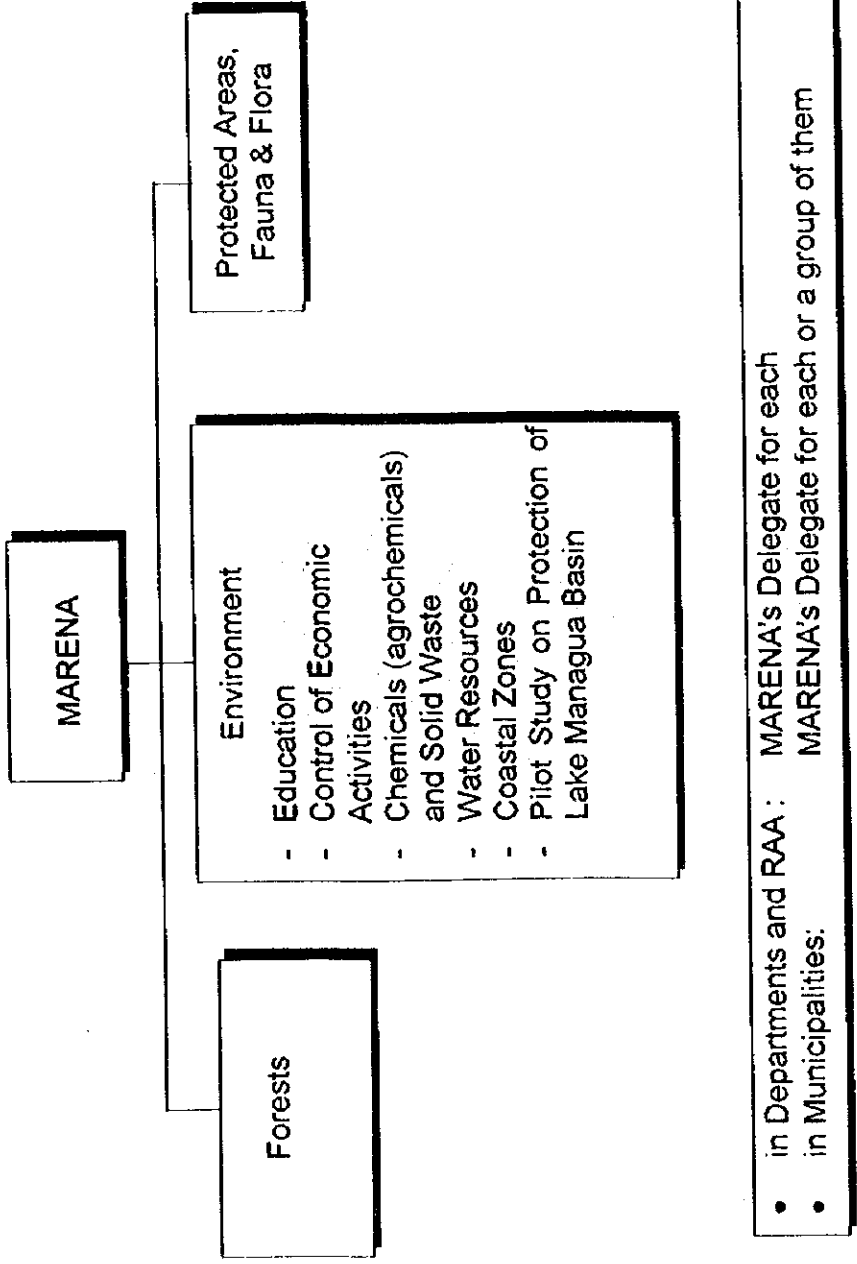 MARENA
Forests
Environment
- Education
- Control of Economic
Activities
- Chemicals (agrochemicals)
and Solid Waste
- Water Resources
- Coastal Zones
- Pilot Study on Protection of
Lake Managua Basin
Protected Areas,
Fauna & Flora
• in Departments and RAA : MARENA's Delegate for each
• in Municipalities: MARENA's Delegate for each or a group of them